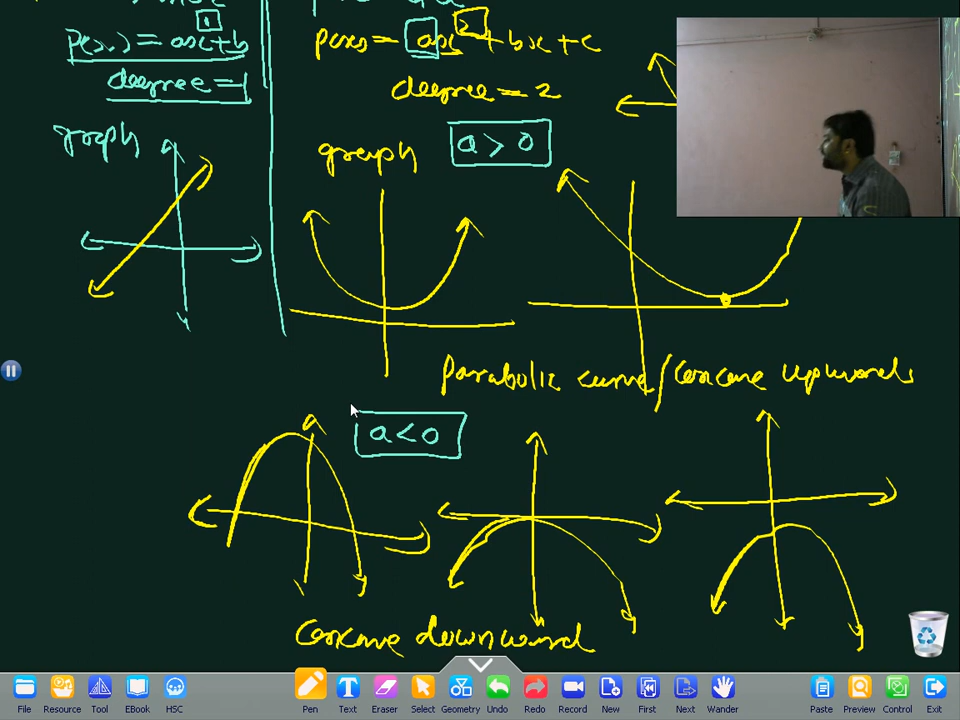 P(x) = ax¹ + b
degree = 1
graph
p(x) = ax² + bx + c
degree = 2
graph
a > 0
Parabolic curve / Concave upwards
a < 0
Concave downward
File Resource Tool EBook HSC Pen Text Eraser Select Geometry Undo Redo Record New First Next Wander Paste Preview Control Exit